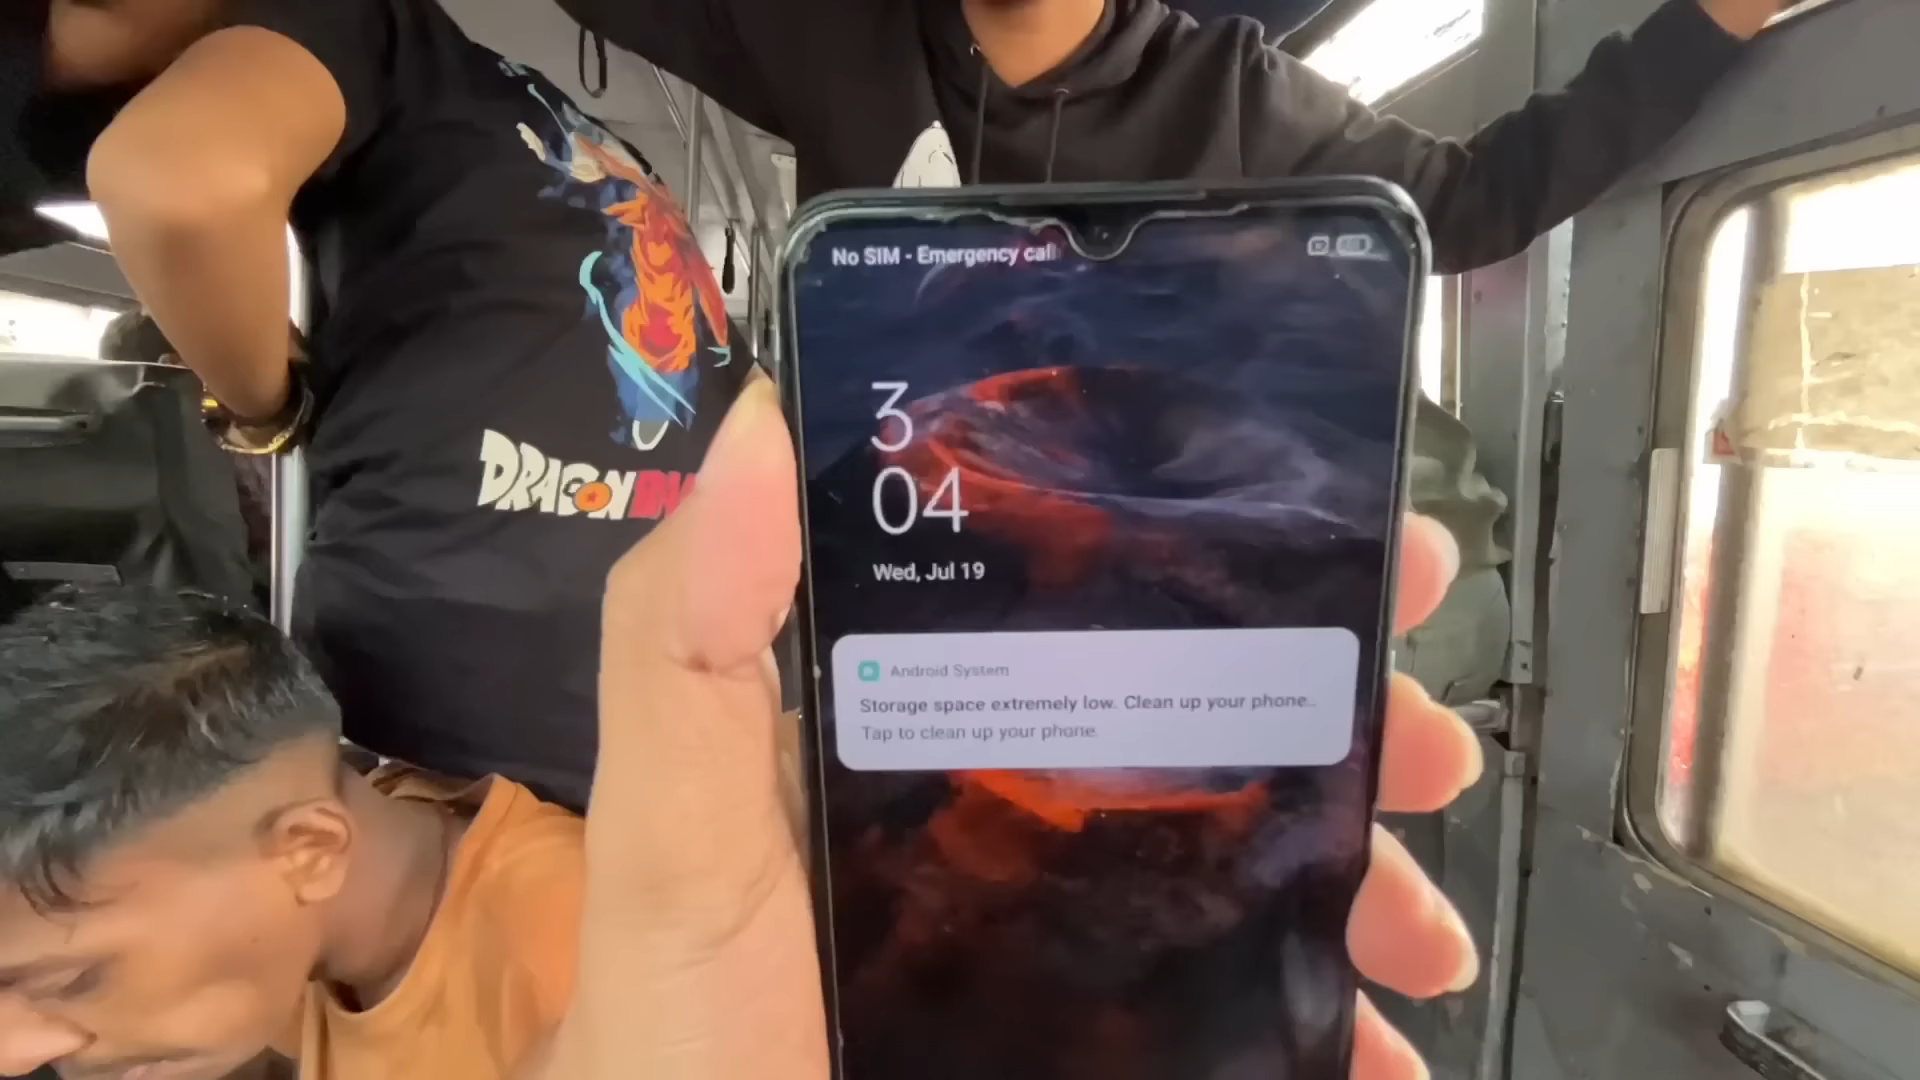 No SIM - Emergency call
3
04
Wed, Jul 19
Android System
Storage space extremely low. Clean up your phone..
Tap to clean up your phone.
DRAGON